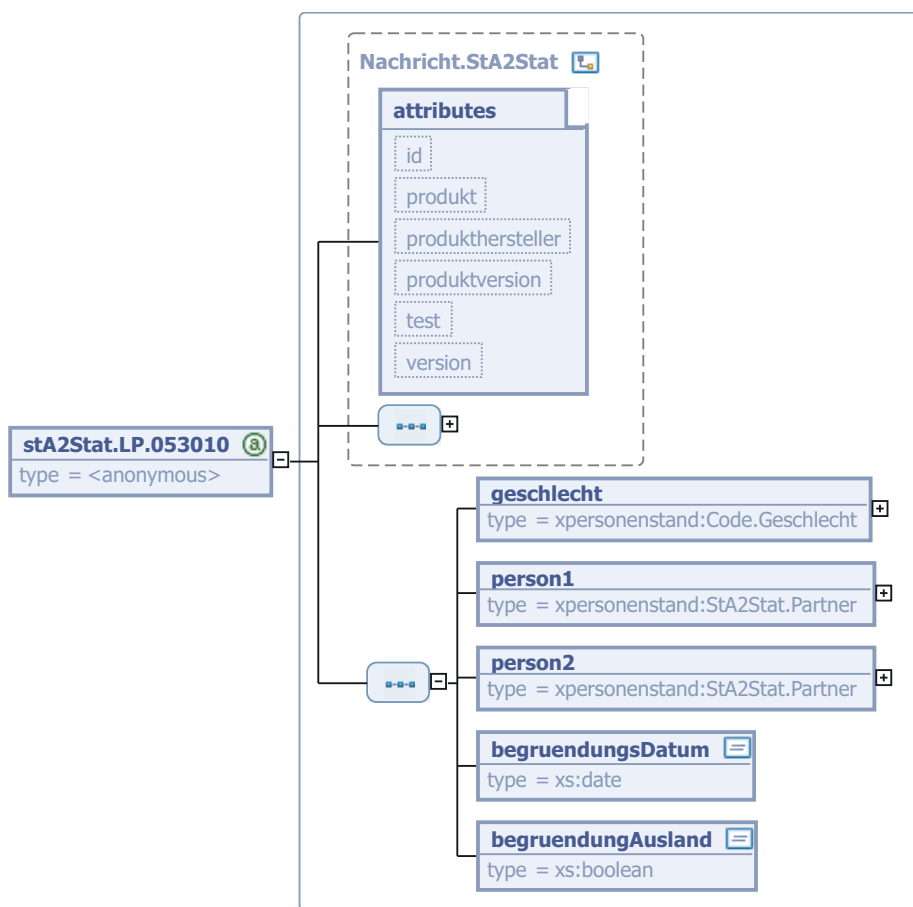 Nachricht.StA2Stat
attributes
id
produkt
produkthersteller
produktversion
test
version
stA2Stat.LP.053010 a
type = <anonymous>
geschlecht
type = xpersonenstand:Code.Geschlecht
person1
type = xpersonenstand:StA2Stat.Partner
person2
type = xpersonenstand:StA2Stat.Partner
begruendungsDatum
type = xs:date
begruendungAusland
type = xs:boolean